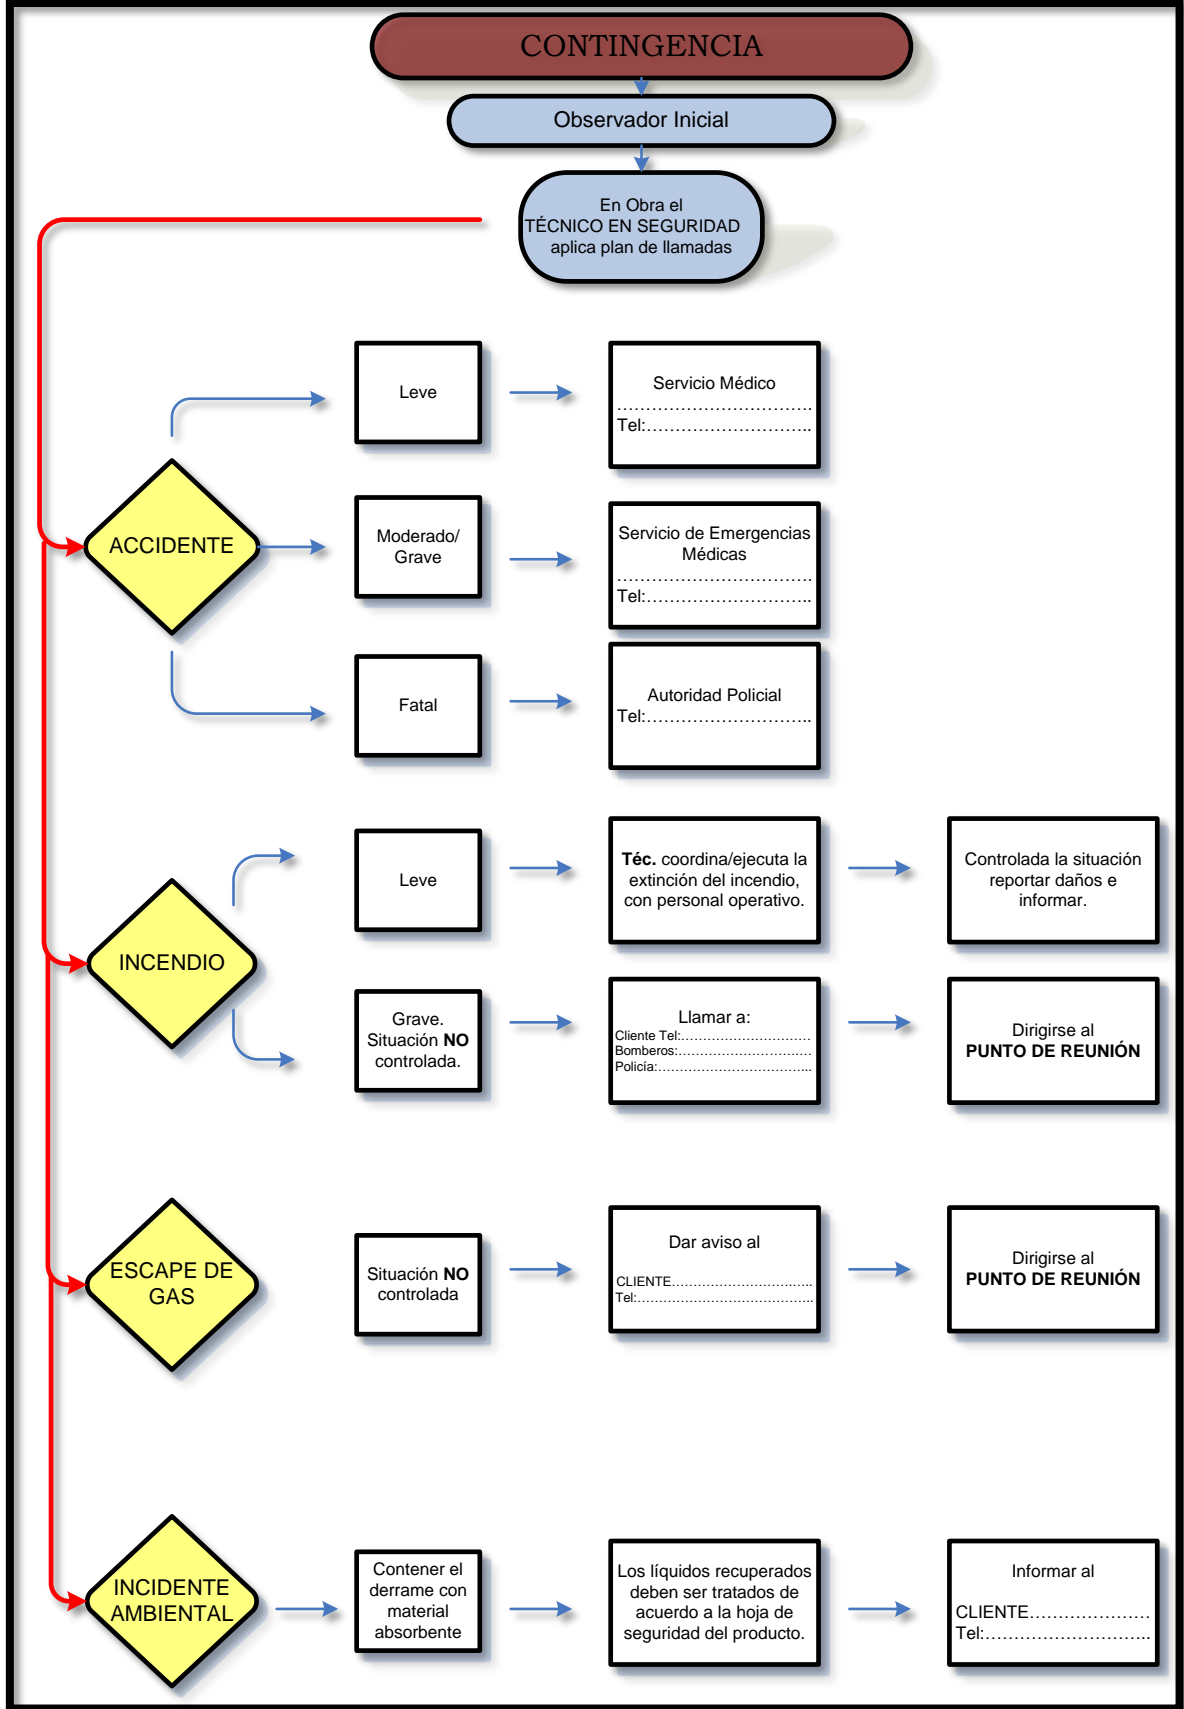 CONTINGENCIA
Observador Inicial
En Obra el
TÉCNICO EN SEGURIDAD
aplica plan de llamadas
ACCIDENTE
Leve
Servicio Médico
…………………………….
Tel:………………………..
Moderado/
Grave
Servicio de Emergencias
Médicas
…………………………….
Tel:………………………..
Fatal
Autoridad Policial
Tel:………………………..
INCENDIO
Leve
Téc. coordina/ejecuta la
extinción del incendio,
con personal operativo.
Controlada la situación
reportar daños e
informar.
Grave.
Situación NO
controlada.
Llamar a:
Cliente Tel:…………………………
Bomberos:………………………….
Policía:……………………………...
Dirigirse al
PUNTO DE REUNIÓN
ESCAPE DE
GAS
Situación NO
controlada
Dar aviso al
CLIENTE…………………………..
Tel:…………………………………..
Dirigirse al
PUNTO DE REUNIÓN
INCIDENTE
AMBIENTAL
Contener el
derrame con
material
absorbente
Los líquidos recuperados
deben ser tratados de
acuerdo a la hoja de
seguridad del producto.
Informar al
CLIENTE…………………
Tel:………………………..